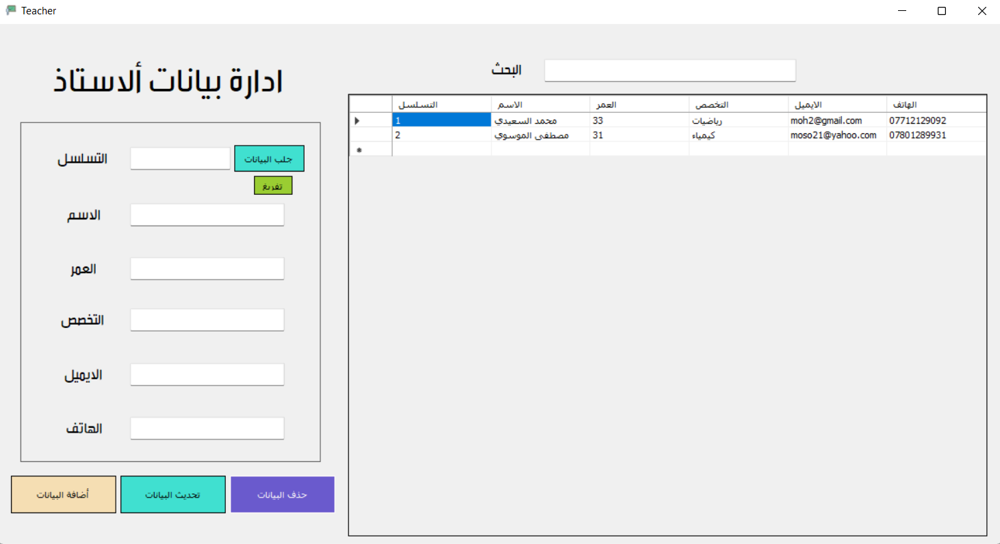 Teacher
ادارة بيانات ألاستاذ
التسلسل
جلب البيانات
تفريغ
الاسم
العمر
التخصص
الايميل
الهاتف
أضافة البيانات
تحديث البيانات
حذف البيانات
البحث
التسلسل الاسم العمر التخصص الايميل الهاتف
1 محمد السعيدي 33 رياضيات moh2@gmail.com 07712129092
2 مصطفى الموسوي 31 كيمياء moso21@yahoo.com 07801289931